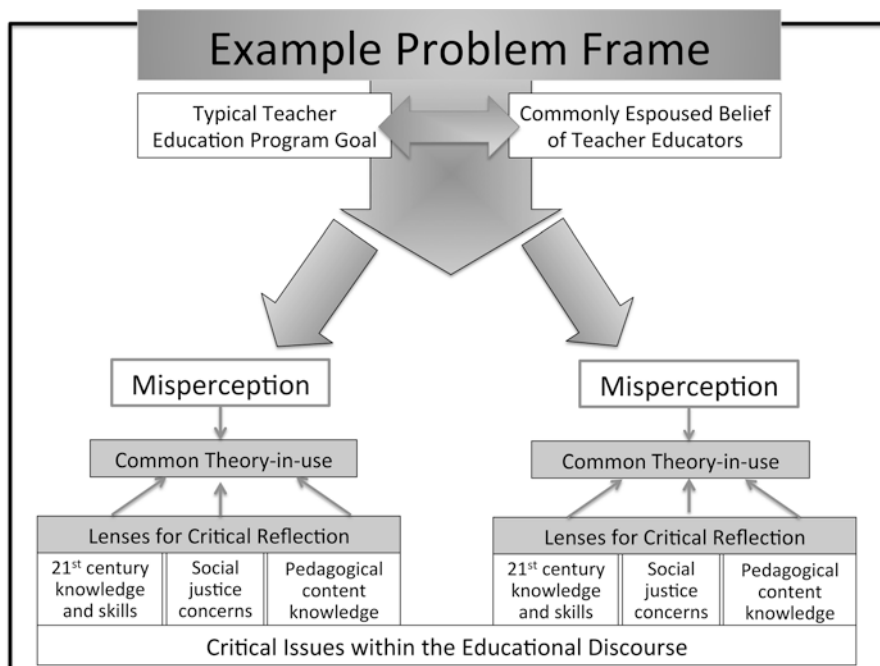 Example Problem Frame
Typical Teacher
Education Program Goal
Commonly Espoused Belief
of Teacher Educators
Misperception
Common Theory-in-use
Lenses for Critical Reflection
21st century
knowledge
and skills
Social
justice
concerns
Pedagogical
content
knowledge
Misperception
Common Theory-in-use
Lenses for Critical Reflection
21st century
knowledge
and skills
Social
justice
concerns
Pedagogical
content
knowledge
Critical Issues within the Educational Discourse